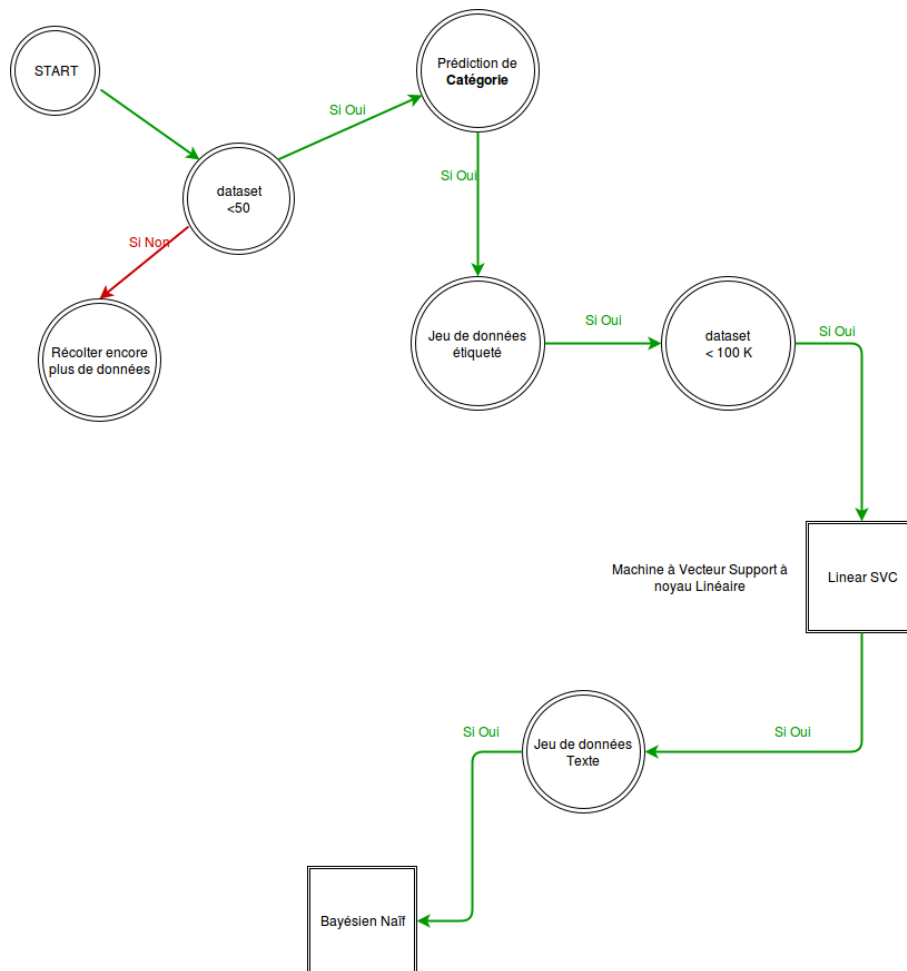 START
Prédiction de
Catégorie
Si Oui
dataset
<50
Si Oui
Si Non
Récolter encore
plus de données
Jeu de données
étiqueté
Si Oui
dataset
< 100 K
Si Oui
Machine à Vecteur Support à
noyau Linéaire
Linear SVC
Si Oui
Jeu de données
Texte
Si Oui
Bayésien Naïf